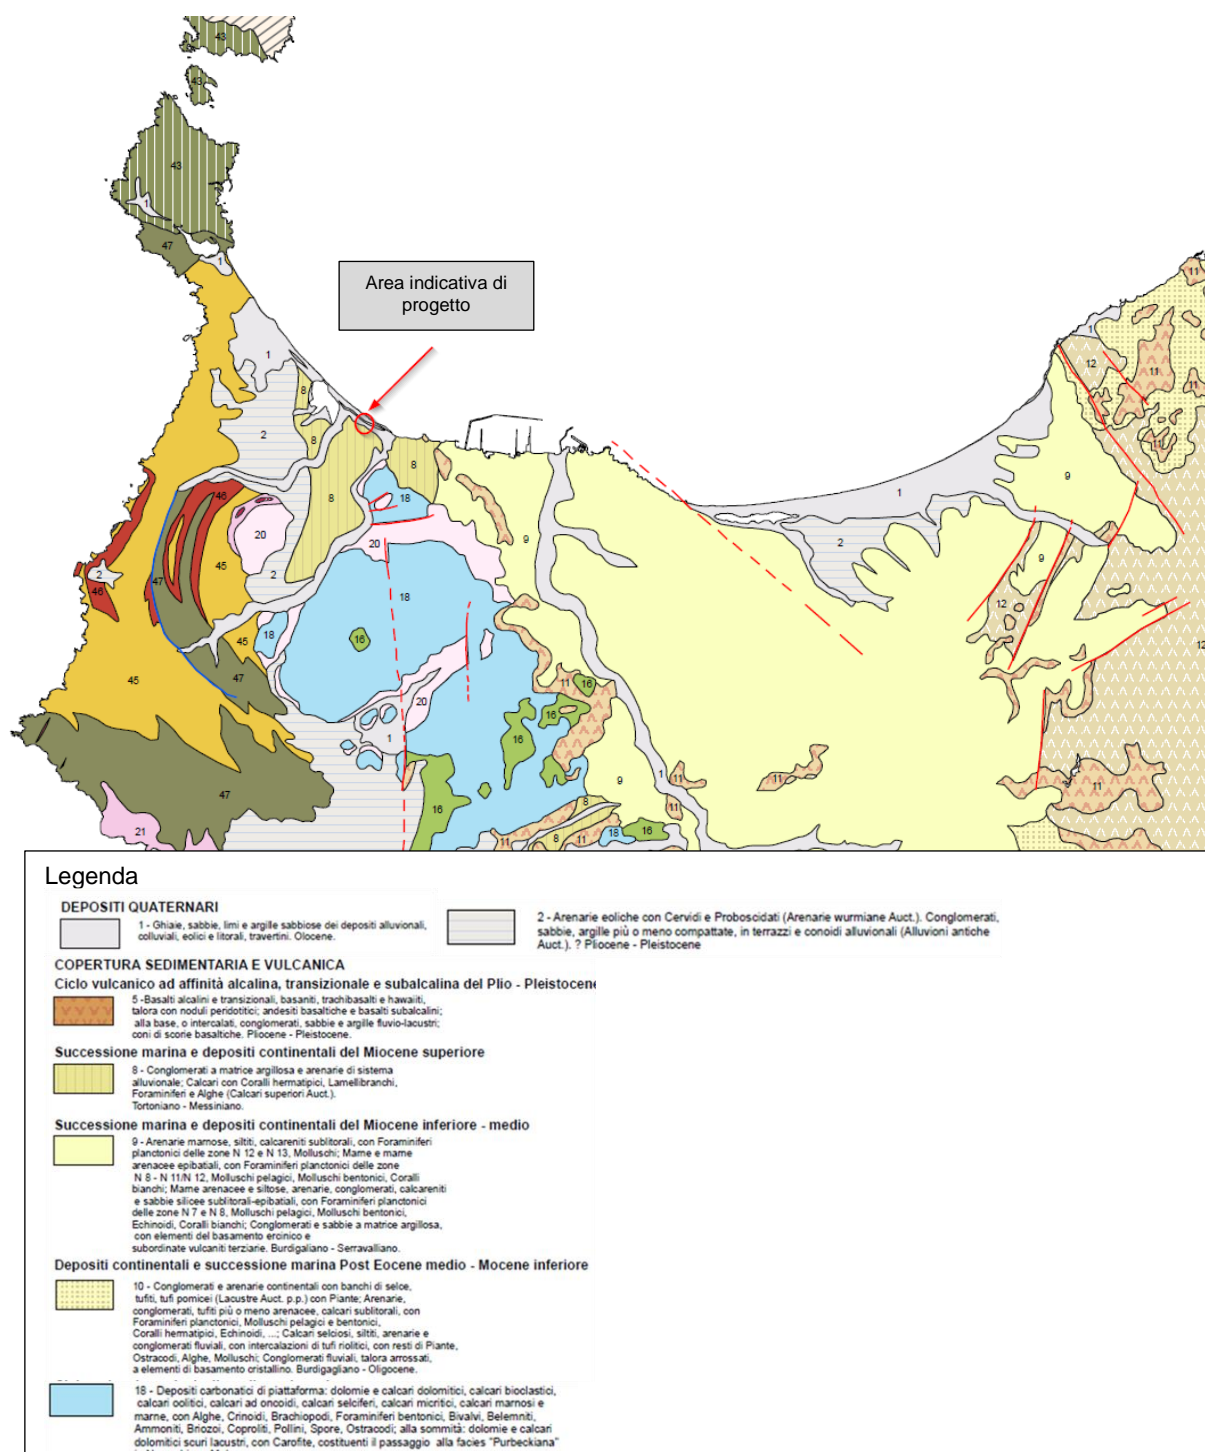 43
43
43
1
47
1
Area indicativa di
progetto
11
1
12
11
11
11
1
8
2
8
8
8
18
9
1
9
2
46
20
45
20
2
47
2
46
18
16
18
45
47
45
20
1
11
16
16
16
9
12
12
9
1
11
11
11
11
47
21
16
8
11
8
11
18
16
Legenda
DEPOSITI QUATERNARI
1 - Ghiaie, sabbie, limi e argille sabbiose dei depositi alluvionali,
colluviali, eolici e litorali, travertini. Olocene.
2 - Arenarie eoliche con Cervidi e Proboscidati (Arenarie wurmiane Auct.). Conglomerati,
sabbie, argille più o meno compattate, in terrazzi e conoidi alluvionali (Alluvioni antiche
Auct.). ? Pliocene - Pleistocene
COPERTURA SEDIMENTARIA E VULCANICA
Ciclo vulcanico ad affinità alcalina, transizionale e subalcalina del Plio - Pleistocene
5 -Basalti alcalini e transizionali, basaniti, trachibasalti e hawaiiti,
talora con noduli peridotitici; andesiti basaltiche e basalti subalcalini;
alla base, o intercalati, conglomerati, sabbie e argille fluvio-lacustri;
coni di scorie basaltiche. Pliocene - Pleistocene.
Successione marina e depositi continentali del Miocene superiore
8 - Conglomerati a matrice argillosa e arenarie di sistema
alluvionale; Calcari con Coralli hermatipici, Lamellibranchi,
Foraminiferi e Alghe (Calcari superiori Auct.).
Tortoniano - Messiniano.
Successione marina e depositi continentali del Miocene inferiore - medio
9 - Arenarie marnose, siltiti, calcareniti sublitorali, con Foraminiferi
planctonici delle zone N 12 e N 13, Molluschi; Marne e marne
arenacee epibatiali, con Foraminiferi planctonici delle zone
N 8 - N 11/N 12, Molluschi pelagici, Molluschi bentonici, Coralli
bianchi; Marne arenacee e siltose, arenarie, conglomerati, calcareniti
e sabbie silicee sublitorali-epibatiali, con Foraminiferi planctonici
delle zone N 7 e N 8, Molluschi pelagici, Molluschi bentonici,
Echinoidi, Coralli bianchi; Conglomerati e sabbie a matrice argillosa,
con elementi del basamento ercinico e
subordinate vulcaniti terziarie. Burdigaliano - Serravalliano.
Depositi continentali e successione marina Post Eocene medio - Mocene inferiore
10 - Conglomerati e arenarie continentali con banchi di selce,
tufiti, tufi pomicei (Lacustre Auct. p.p.) con Piante; Arenarie,
conglomerati, tufiti più o meno arenacee, calcari sublitorali, con
Foraminiferi planctonici, Molluschi pelagici e bentonici,
Coralli hermatipici, Echinoidi, ...; Calcari selciosi, siltiti, arenarie e
conglomerati fluviali, con intercalazioni di tufi riolitici, con resti di Piante,
Ostracodi, Alghe, Molluschi; Conglomerati fluviali, talora arrossati,
a elementi di basamento cristallino. Burdigagliano - Oligocene.
18 - Depositi carbonatici di piattaforma: dolomie e calcari dolomitici, calcari bioclastici,
calcari oolitici, calcari ad oncoidi, calcari selciferi, calcari micritici, calcari marnosi e
marne, con Alghe, Crinoidi, Brachiopodi, Foraminiferi bentonici, Bivalvi, Belemniti,
Ammoniti, Briozoi, Coproliti, Pollini, Spore, Ostracodi; alla sommità: dolomie e calcari
dolomitici scuri lacustri, con Carofite, costituenti il passaggio alla facies "Purbeckiana"